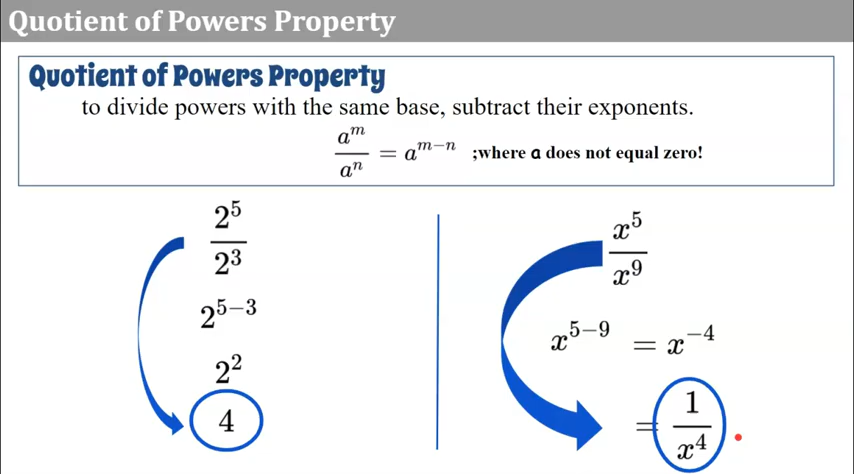 Quotient of Powers Property
Quotient of Powers Property
to divide powers with the same base, subtract their exponents.
a^m / a^n = a^{m−n} ;where a does not equal zero!
2^5 / 2^3
2^{5−3}
2^2
4
x^5 / x^9
x^{5−9} = x^{−4}
= 1 / x^4